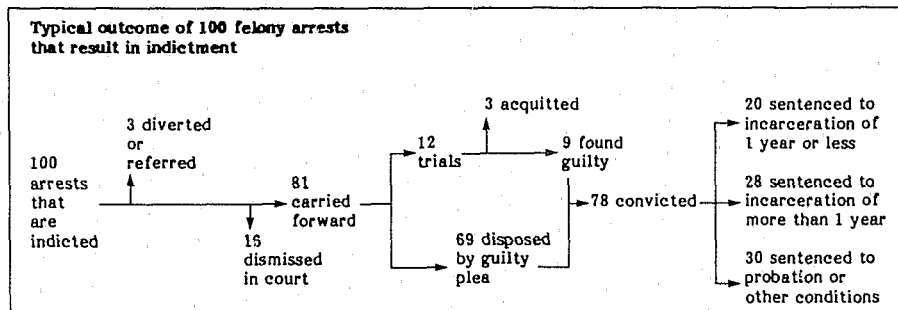 Typical outcome of 100 felony arrests
that result in indictment
3 diverted
or
referred
100
arrests
that
are
indicted
16
dismissed
in court
81
carried
forward
12
trials
3 acquitted
9 found
guilty
69 disposed
by guilty
plea
78 convicted
20 sentenced to
incarceration of
1 year or less
28 sentenced to
incarceration of
more than 1 year
30 sentenced to
probation or
other conditions